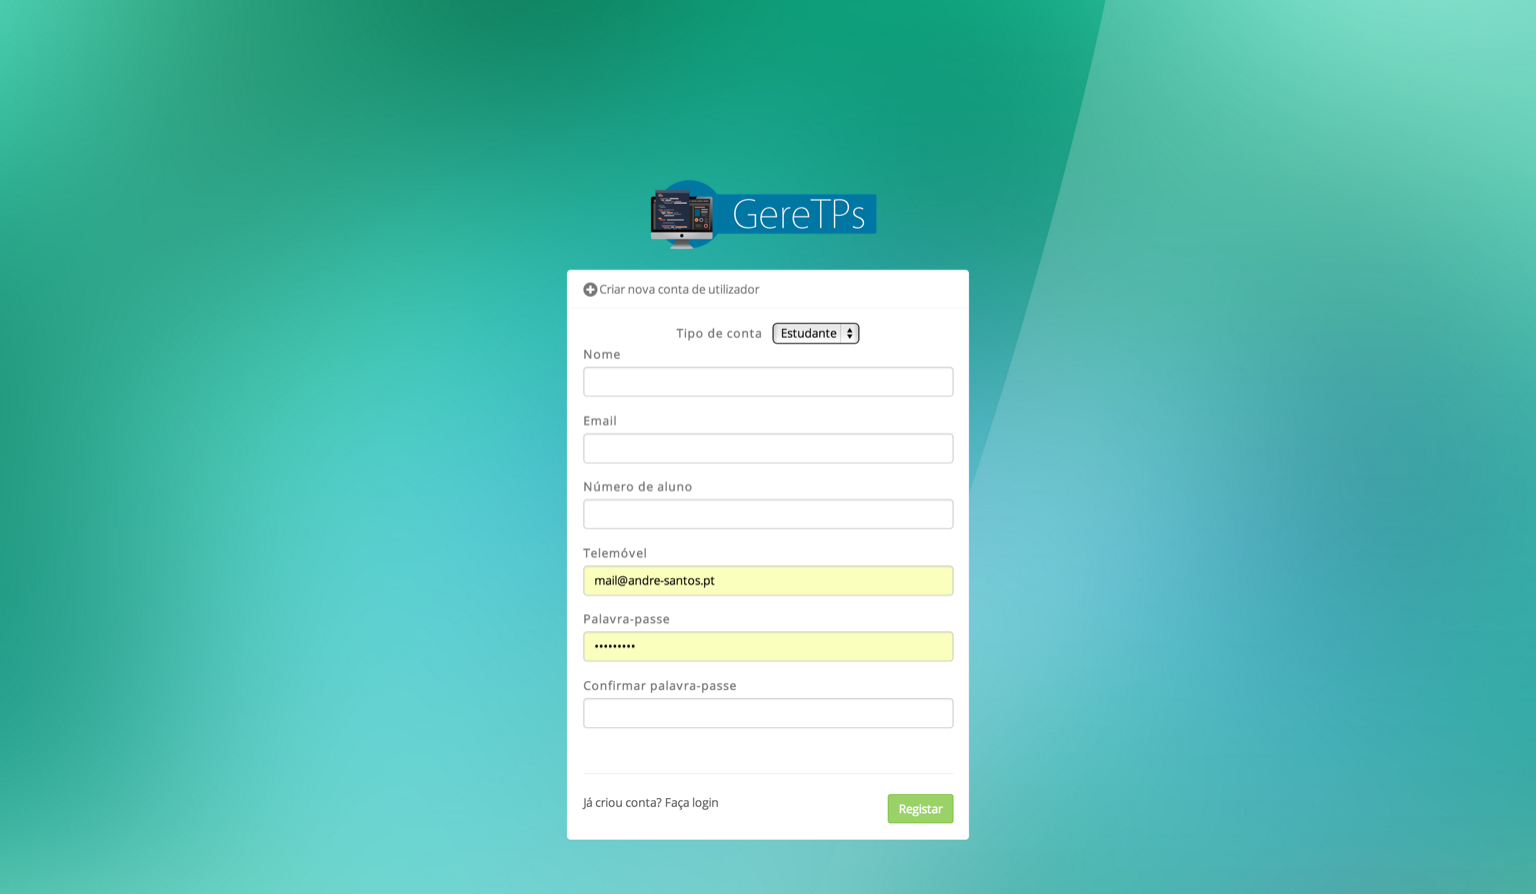 GereTPs
Criar nova conta de utilizador
Tipo de conta Estudante
Nome
Email
Número de aluno
Telemóvel
mail@andre-santos.pt
Palavra-passe
•••••••••
Confirmar palavra-passe
Já criou conta? Faça login
Registar